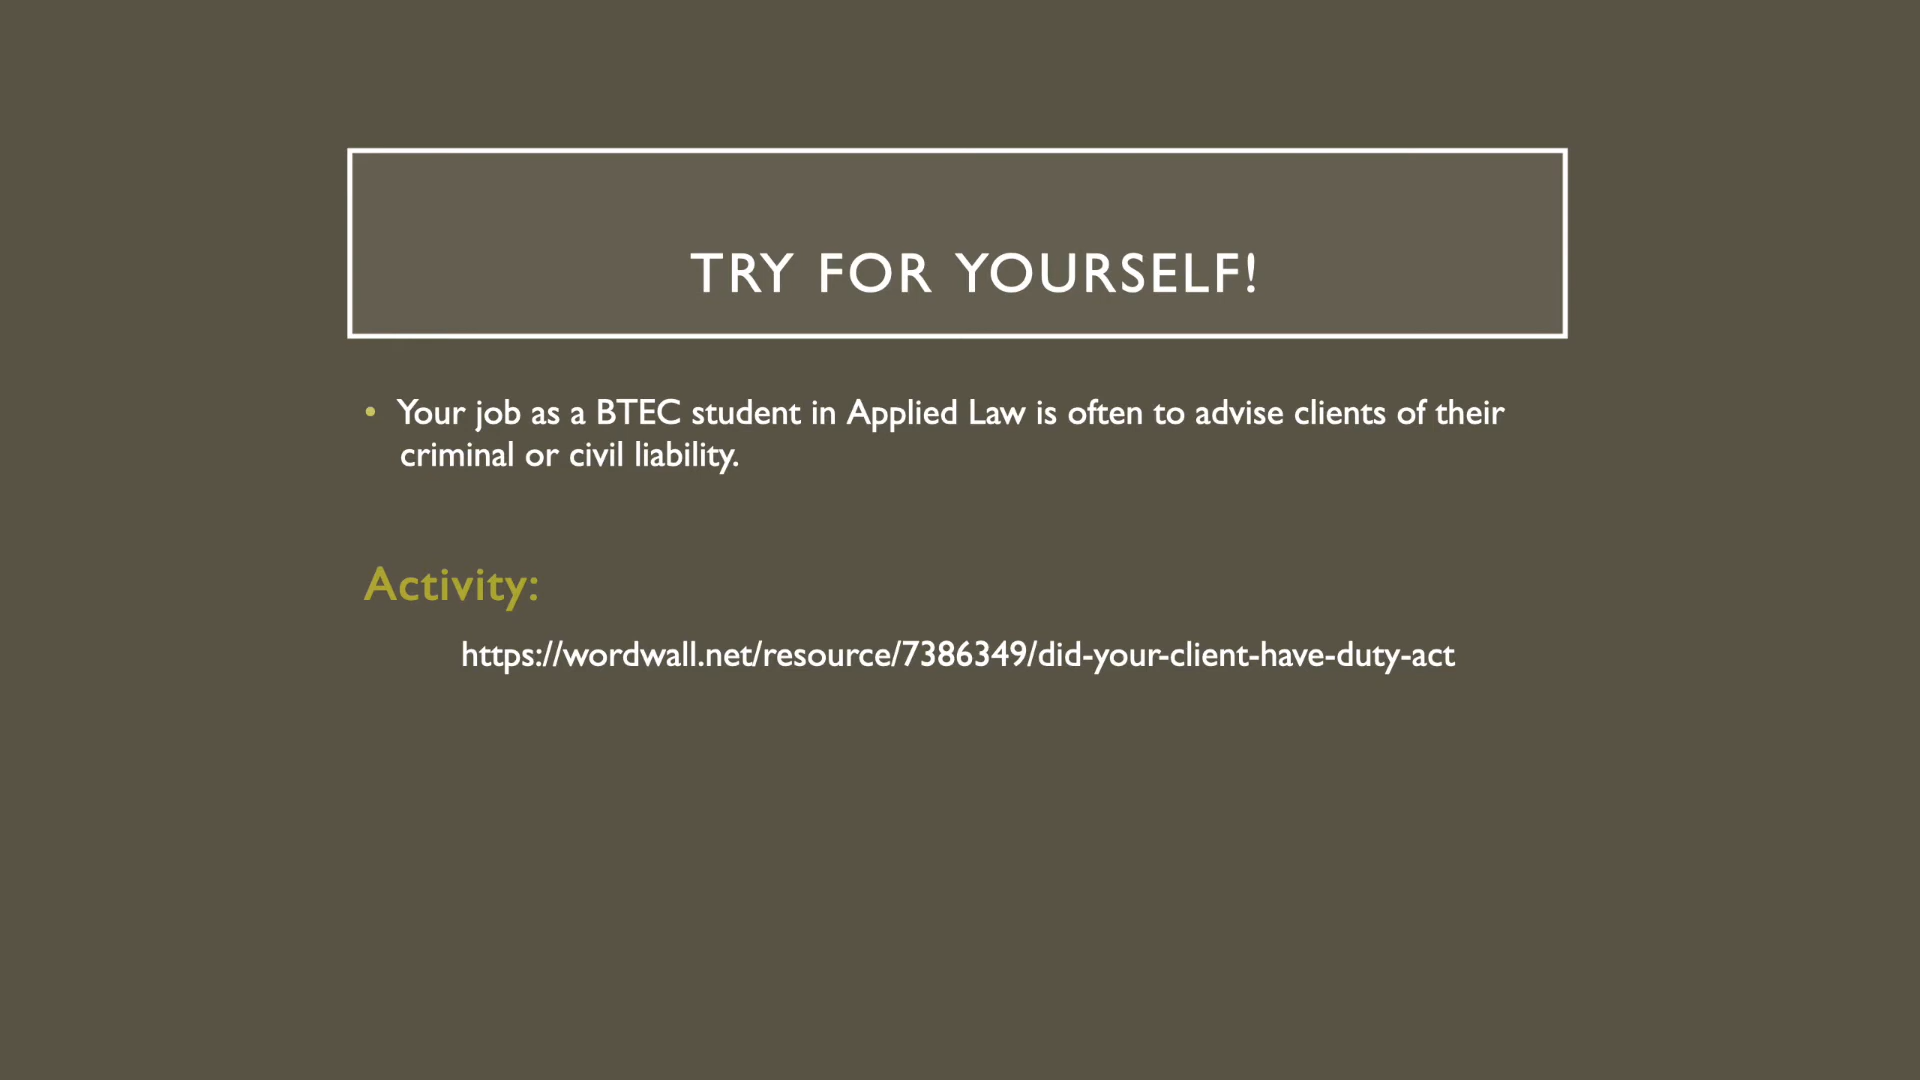 TRY FOR YOURSELF!
• Your job as a BTEC student in Applied Law is often to advise clients of their
criminal or civil liability.
Activity:
https://wordwall.net/resource/7386349/did-your-client-have-duty-act